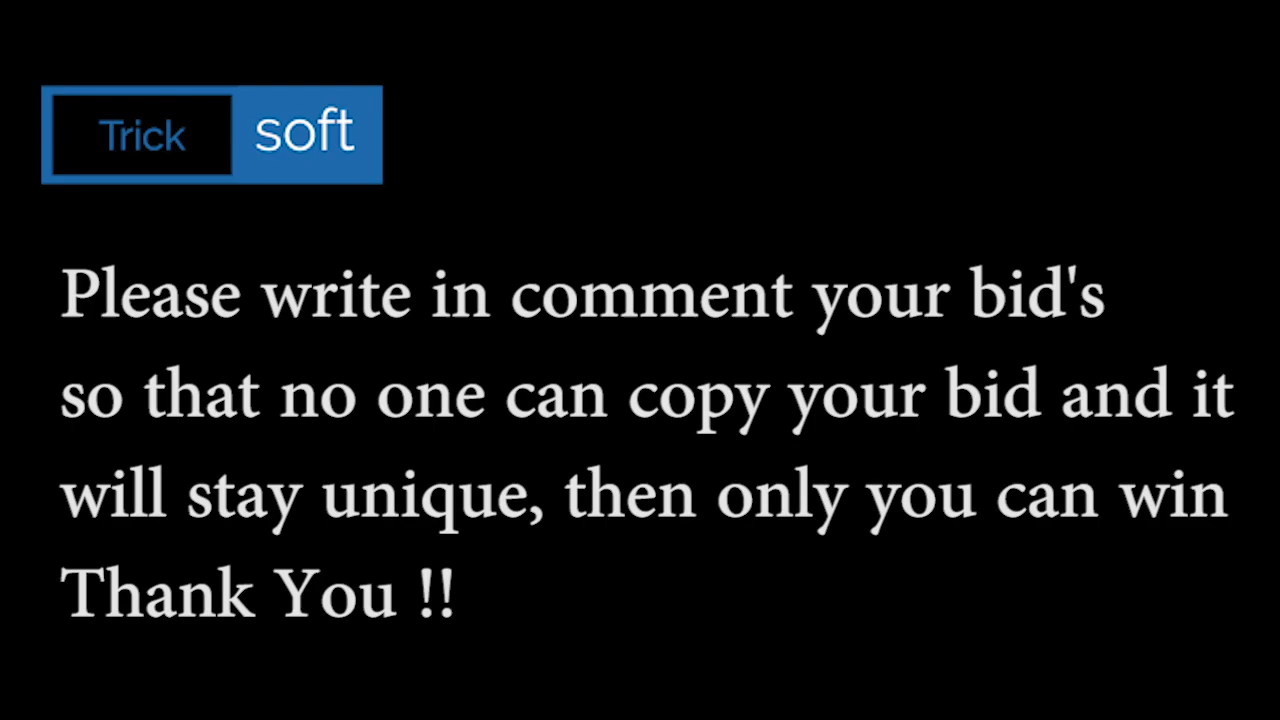 Trick soft
Please write in comment your bid's
so that no one can copy your bid and it
will stay unique, then only you can win
Thank You !!